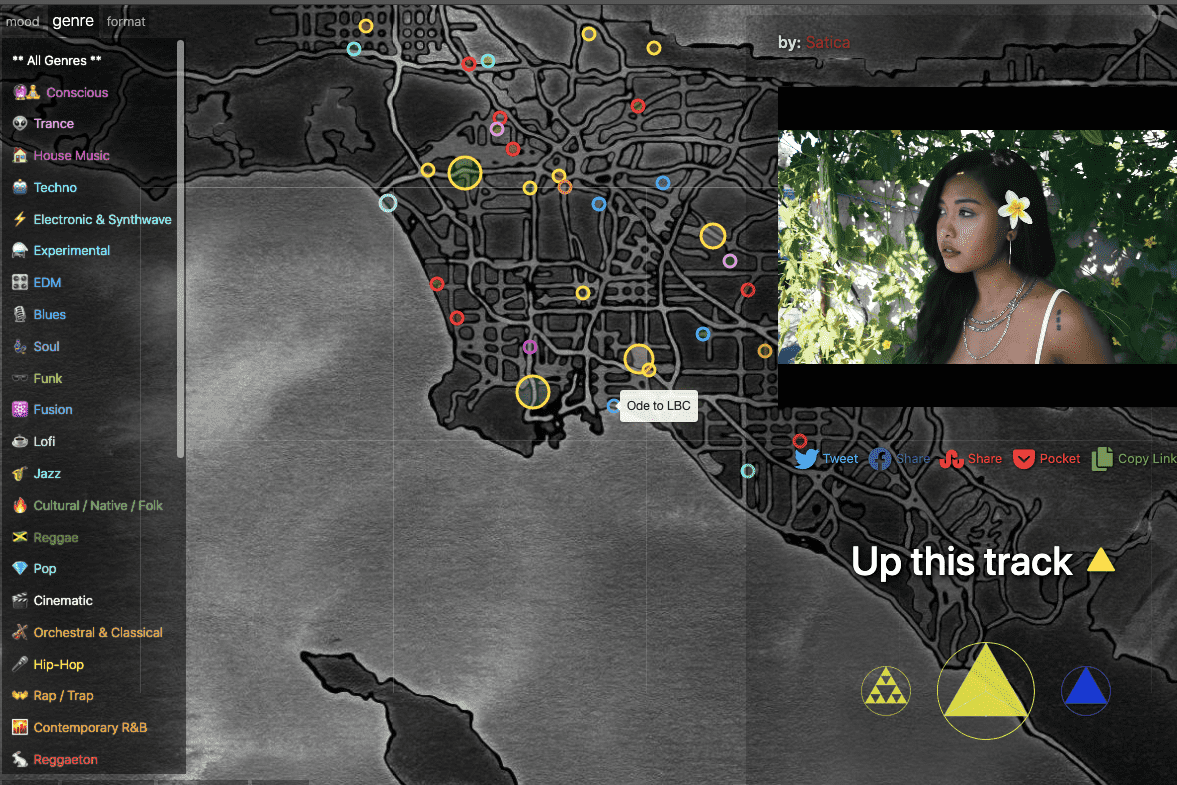 mood genre format
** All Genres **
Conscious
Trance
House Music
Techno
Electronic & Synthwave
Experimental
EDM
Blues
Soul
Funk
Fusion
Lofi
Jazz
Cultural / Native / Folk
Reggae
Pop
Cinematic
Orchestral & Classical
Hip-Hop
Rap / Trap
Contemporary R&B
Reggaeton
by: Satica
Ode to LBC
Tweet Share Share Pocket Copy Link
Up this track